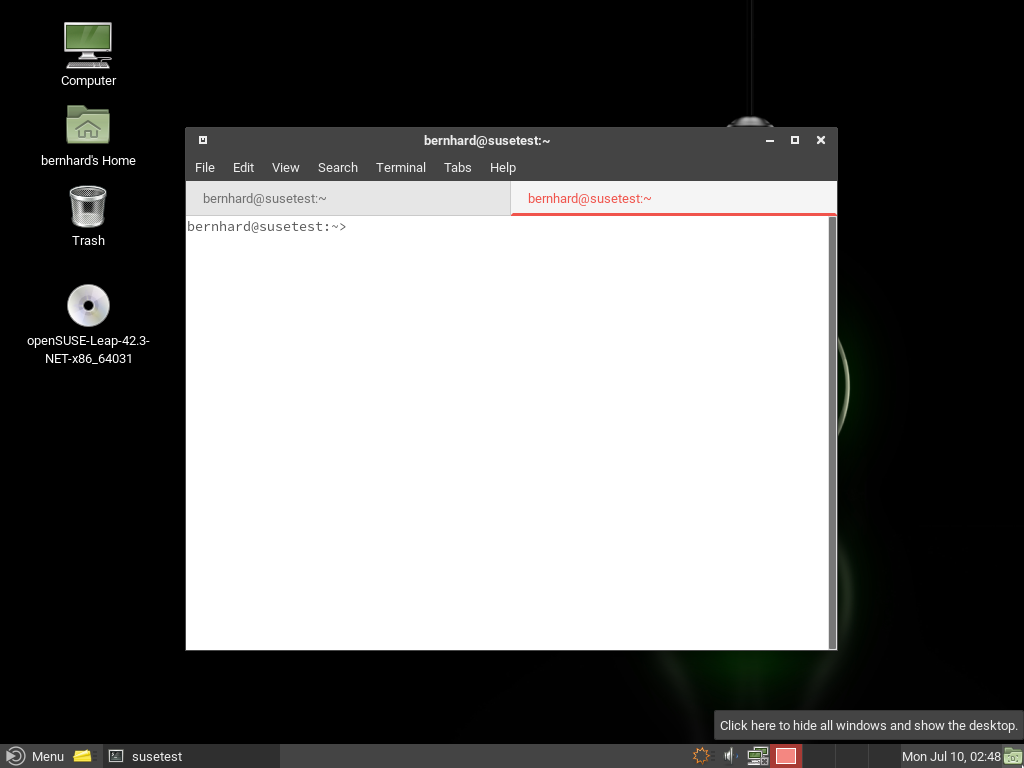 Computer
bernhard's Home
Trash
openSUSE-Leap-42.3-
NET-x86_64031
bernhard@susetest:~
File Edit View Search Terminal Tabs Help
bernhard@susetest:~ bernhard@susetest:~
bernhard@susetest:~>
Click here to hide all windows and show the desktop.
Menu susetest Mon Jul 10, 02:48